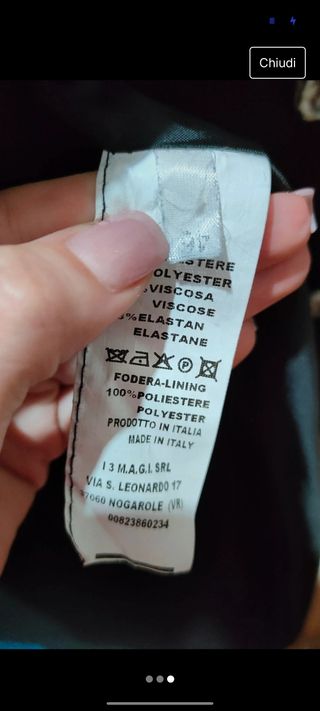 Chiudi
POLYESTER
VISCOSA
VISCOSE
%ELASTAN
ELASTANE
FODERA-LINING
100%POLIESTERE
POLYESTER
PRODOTTO IN ITALIA
MADE IN ITALY
I 3 M.A.G.I. SRL
VIA S. LEONARDO 17
37060 NOGAROLE (VR)
00823860234